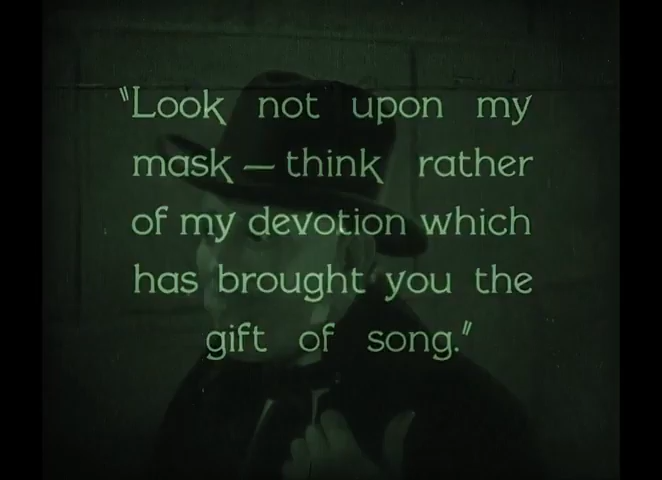 "Look not upon my
mask — think rather
of my devotion which
has brought you the
gift of song."